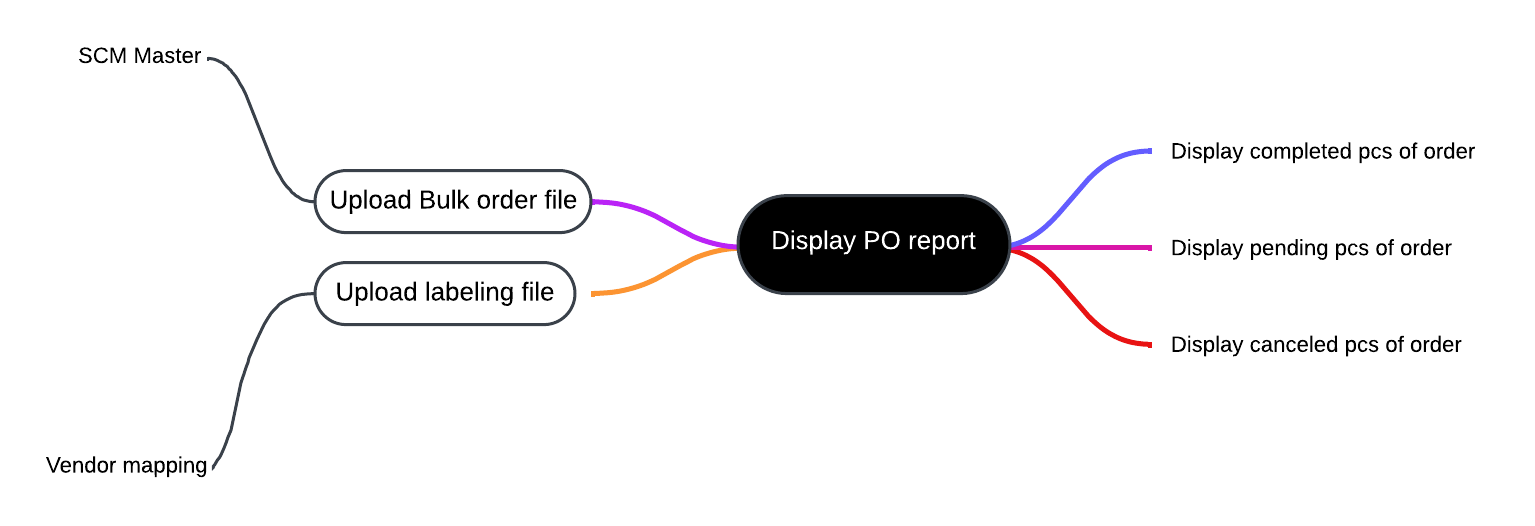 SCM Master
Upload Bulk order file
Upload labeling file
Vendor mapping
Display PO report
Display completed pcs of order
Display pending pcs of order
Display canceled pcs of order